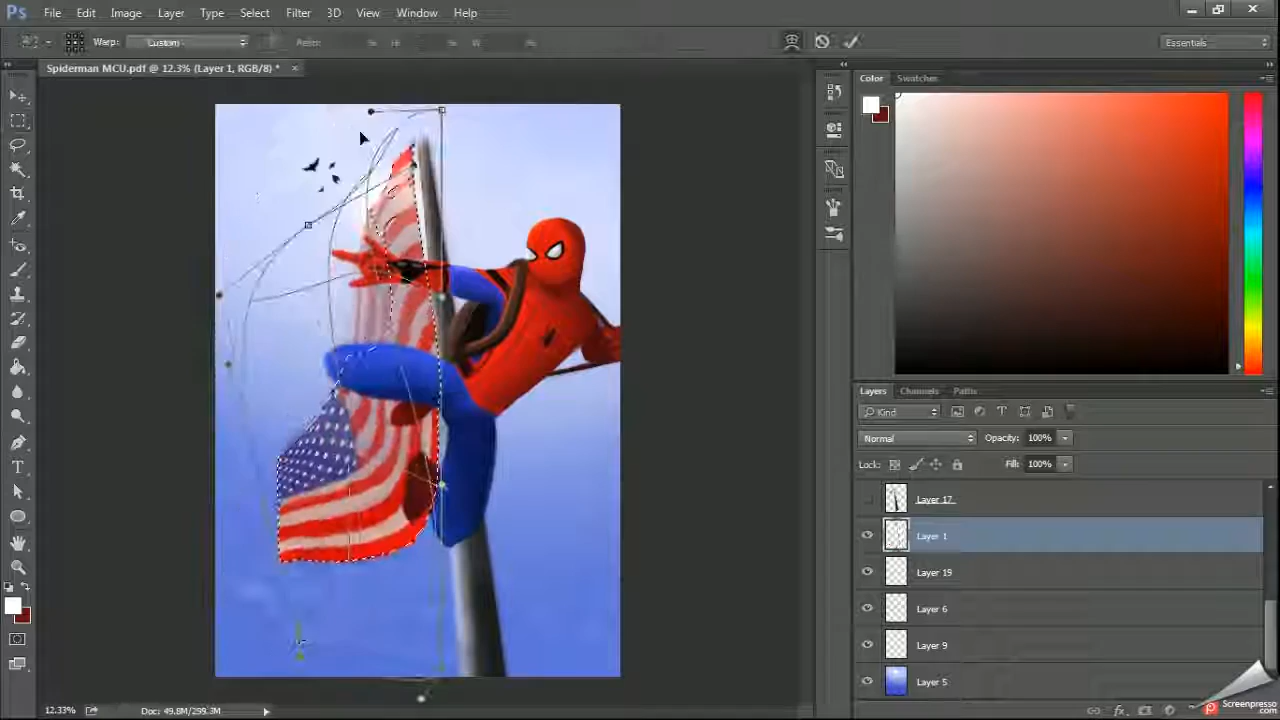 Ps File Edit Image Layer Type Select Filter 3D View Window Help
Warp: Custom
Essentials
Spiderman MCU.pdf @ 12.3% (Layer 1, RGB/8) * ×
Color Swatches
Layers Channels Paths
Kind
Normal Opacity: 100%
Lock: Fill: 100%
Layer 17
Layer 1
Layer 19
Layer 6
Layer 9
Layer 5
12.33% Doc: 49.8M/299.3M
Screenpresso
.com